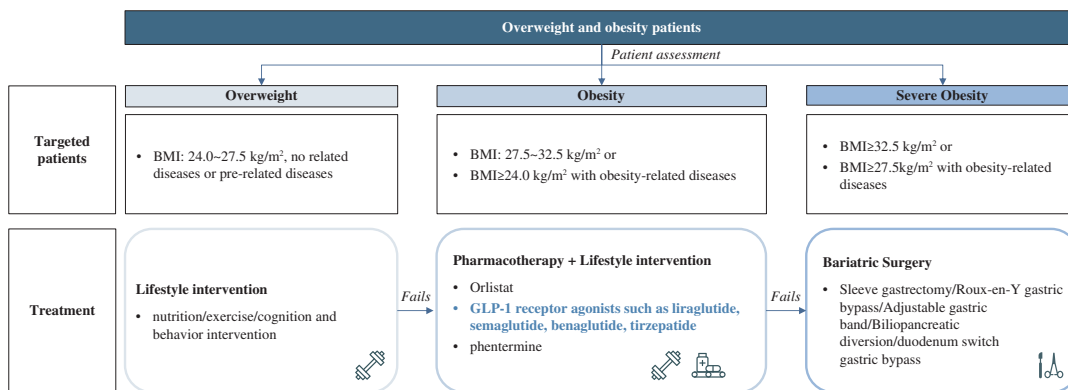 Overweight and obesity patients
Patient assessment
Overweight
Obesity
Severe Obesity
Targeted
patients
• BMI: 24.0~27.5 kg/m², no related
diseases or pre-related diseases
• BMI: 27.5~32.5 kg/m² or
• BMI≥24.0 kg/m² with obesity-related diseases
• BMI≥32.5 kg/m² or
• BMI≥27.5kg/m² with obesity-related
diseases
Treatment
Lifestyle intervention
• nutrition/exercise/cognition and
behavior intervention
Fails
Pharmacotherapy + Lifestyle intervention
• Orlistat
• GLP-1 receptor agonists such as liraglutide,
semaglutide, benaglutide, tirzepatide
• phentermine
Fails
Bariatric Surgery
• Sleeve gastrectomy/Roux-en-Y gastric
bypass/Adjustable gastric
band/Biliopancreatic
diversion/duodenum switch
gastric bypass